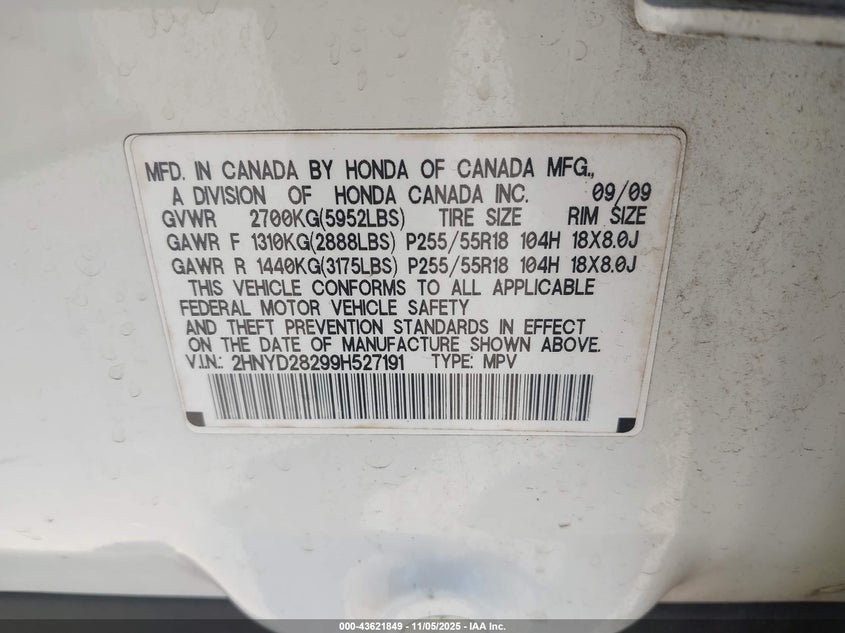 MFD. IN CANADA BY HONDA OF CANADA MFG.,
A DIVISION OF HONDA CANADA INC. 09/09
GVWR 2700KG(5952LBS) TIRE SIZE RIM SIZE
GAWR F 1310KG(2888LBS) P255/55R18 104H 18X8.0J
GAWR R 1440KG(3175LBS) P255/55R18 104H 18X8.0J
THIS VEHICLE CONFORMS TO ALL APPLICABLE
FEDERAL MOTOR VEHICLE SAFETY
AND THEFT PREVENTION STANDARDS IN EFFECT
ON THE DATE OF MANUFACTURE SHOWN ABOVE.
V.I.N.: 2HNYD28299H527191 TYPE: MPV
000-43621849 - 11/05/2025 - IAA Inc.